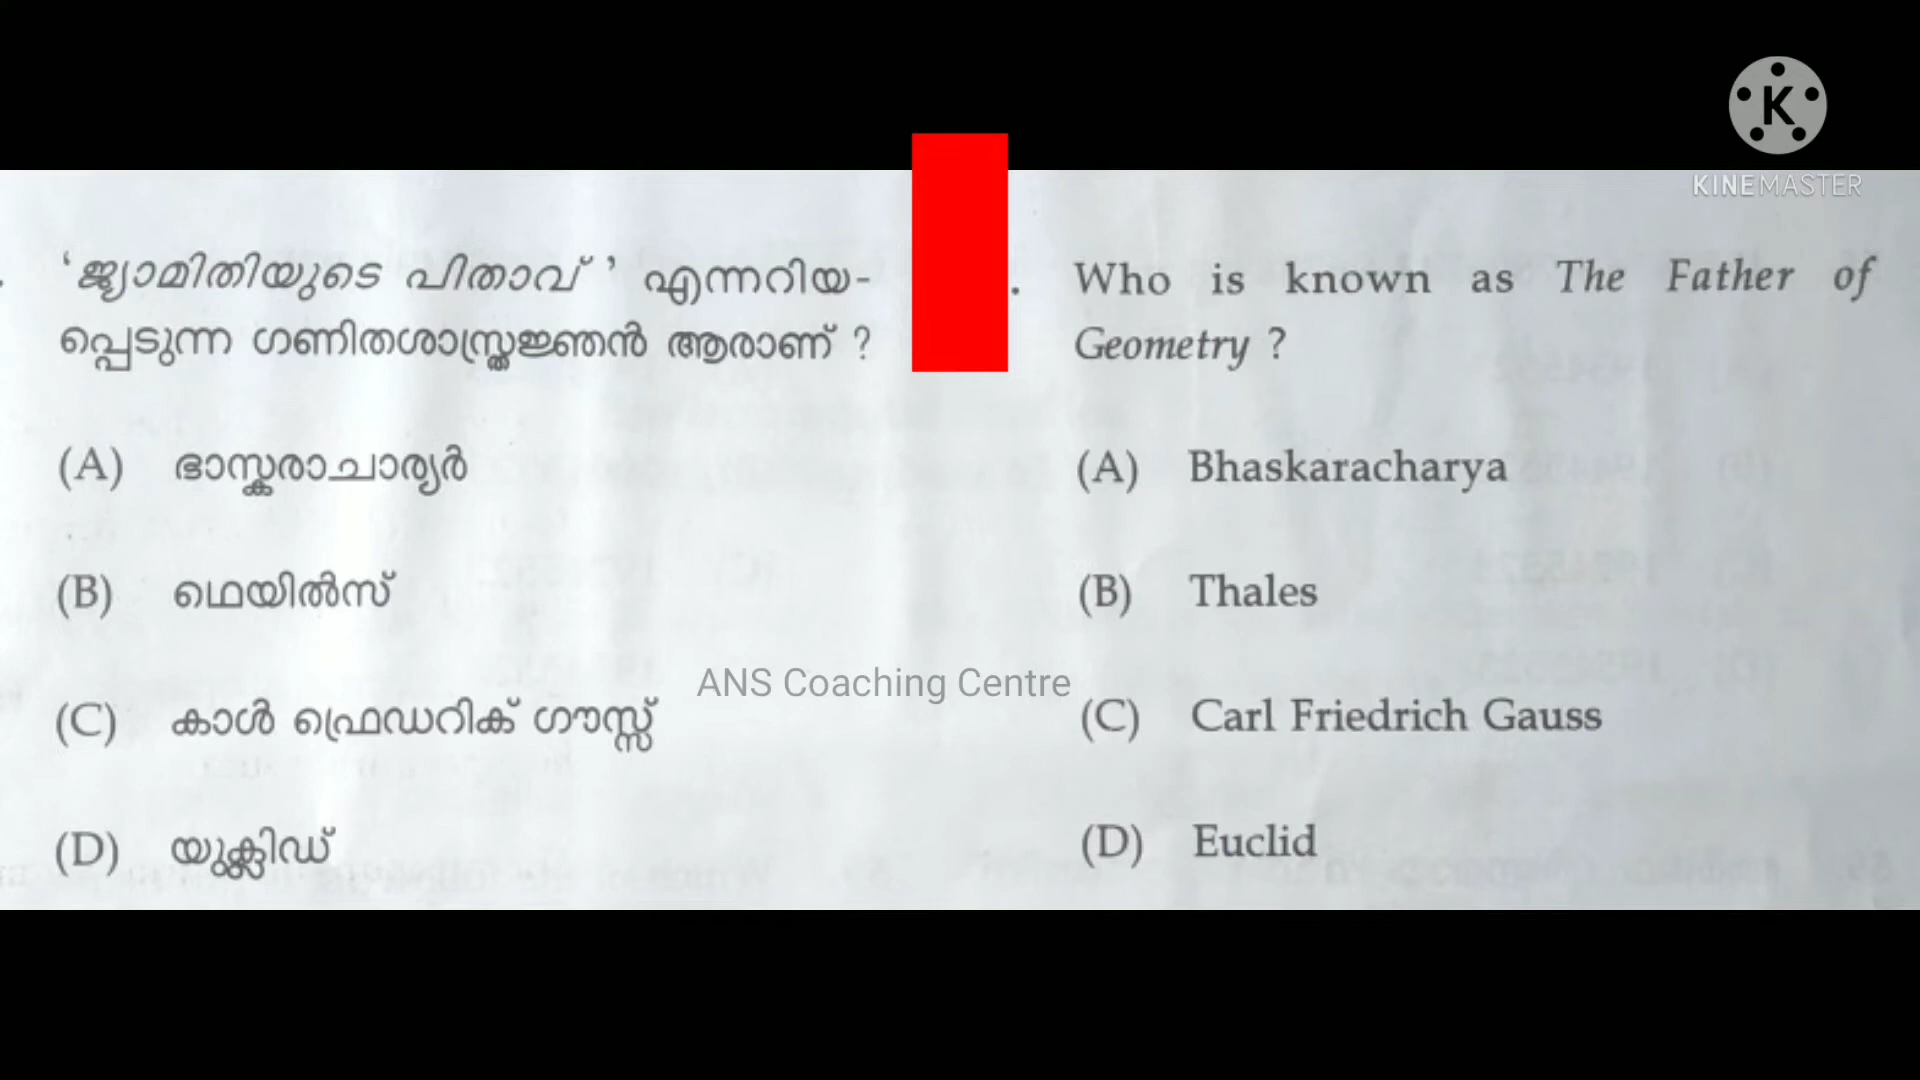 K
KINEMASTER
‘ജ്യാമിതിയുടെ പിതാവ്’ എന്നറിയ-
പ്പെടുന്ന ഗണിതശാസ്ത്രജ്ഞൻ ആരാണ് ?
(A) ഭാസ്കരാചാര്യർ
(B) ഥെയിൽസ്
(C) കാൾ ഫ്രെഡറിക് ഗൗസ്സ്
(D) യുക്ലിഡ്
. Who is known as The Father of
Geometry ?
(A) Bhaskaracharya
(B) Thales
(C) Carl Friedrich Gauss
(D) Euclid
ANS Coaching Centre